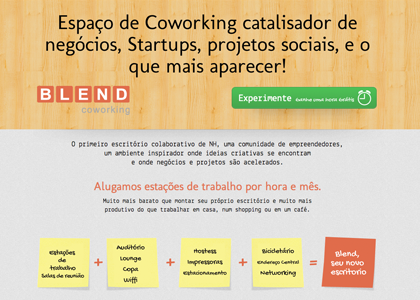 Espaço de Coworking catalisador de
negócios, Startups, projetos sociais, e o
que mais aparecer!
BLEND
coworking
Experimente
O primeiro escritório colaborativo de NH, uma comunidade de empreendedores,
um ambiente inspirador onde ideias criativas se encontram
e onde negócios e projetos são acelerados.
Alugamos estações de trabalho por hora e mês.
Muito mais barato que montar seu próprio escritório e muito mais
produtivo do que trabalhar em casa, num shopping ou em um café.
Estações
de
trabalho
Salas de reunião
+
Auditório
Lounge
Copa
Wiffi
+
Hostess
Impressoras
Estacionamento
+
Bicicletário
Endereço Central
Networking
=
Blend,
seu novo
escritorio